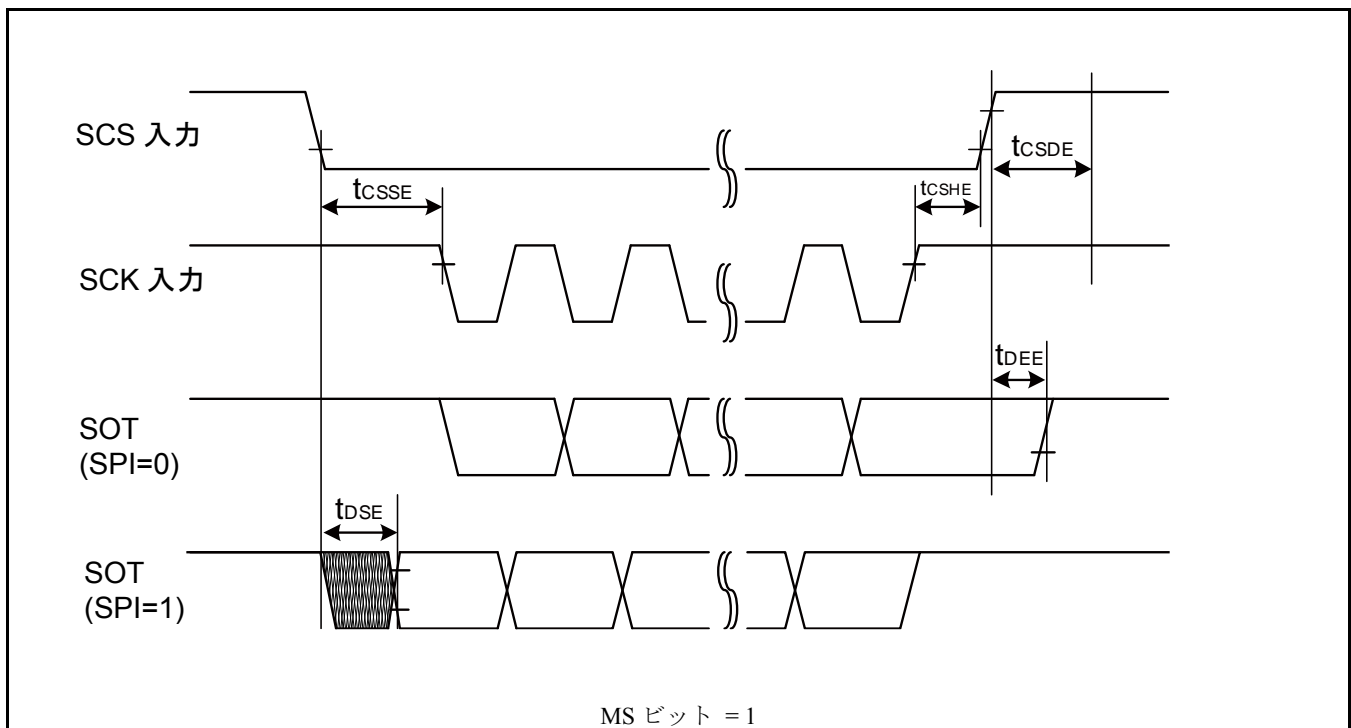 SCS 入力
tCSDE
tCSSE
tCSHE
SCK 入力
tDEE
SOT
(SPI=0)
tDSE
SOT
(SPI=1)
MS ビット = 1